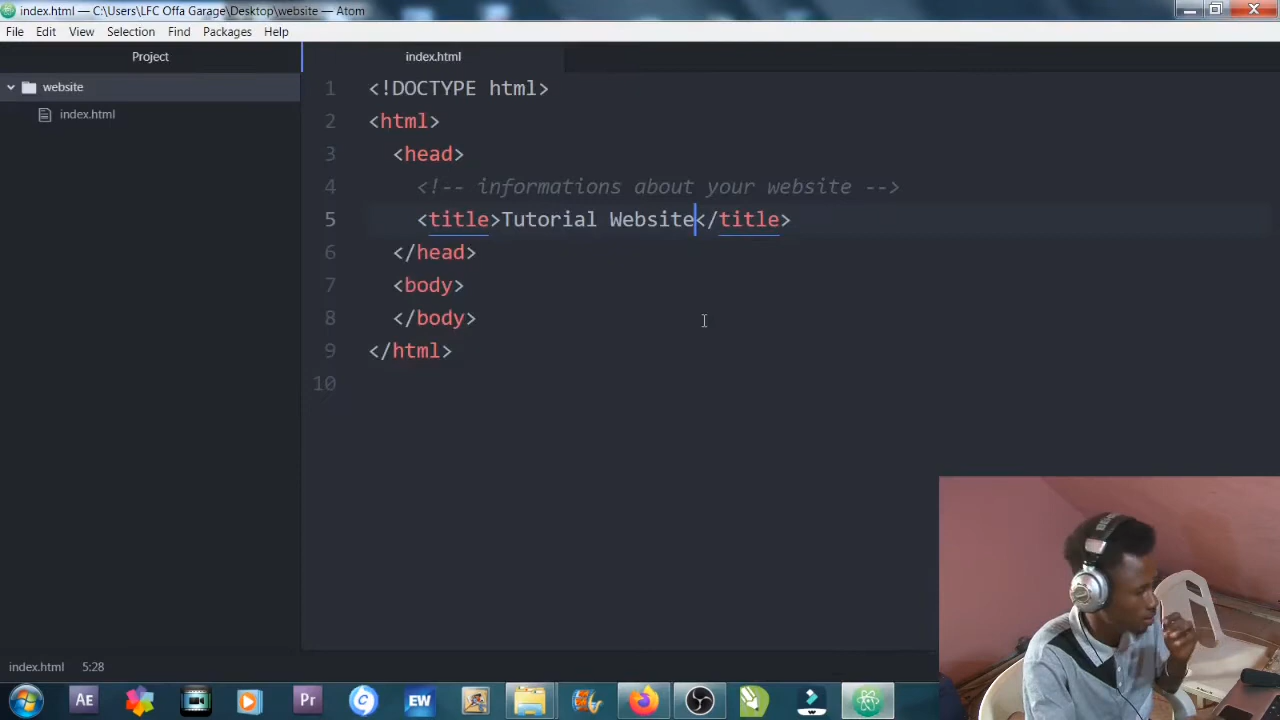 index.html — C:\Users\LFC Offa Garage\Desktop\website — Atom
File Edit View Selection Find Packages Help
Project
index.html
website
index.html
1 <!DOCTYPE html>
2 <html>
3 <head>
4 <!-- informations about your website -->
5 <title>Tutorial Website</title>
6 </head>
7 <body>
8 </body>
9 </html>
10
index.html 5:28
Ae
Pr
EW